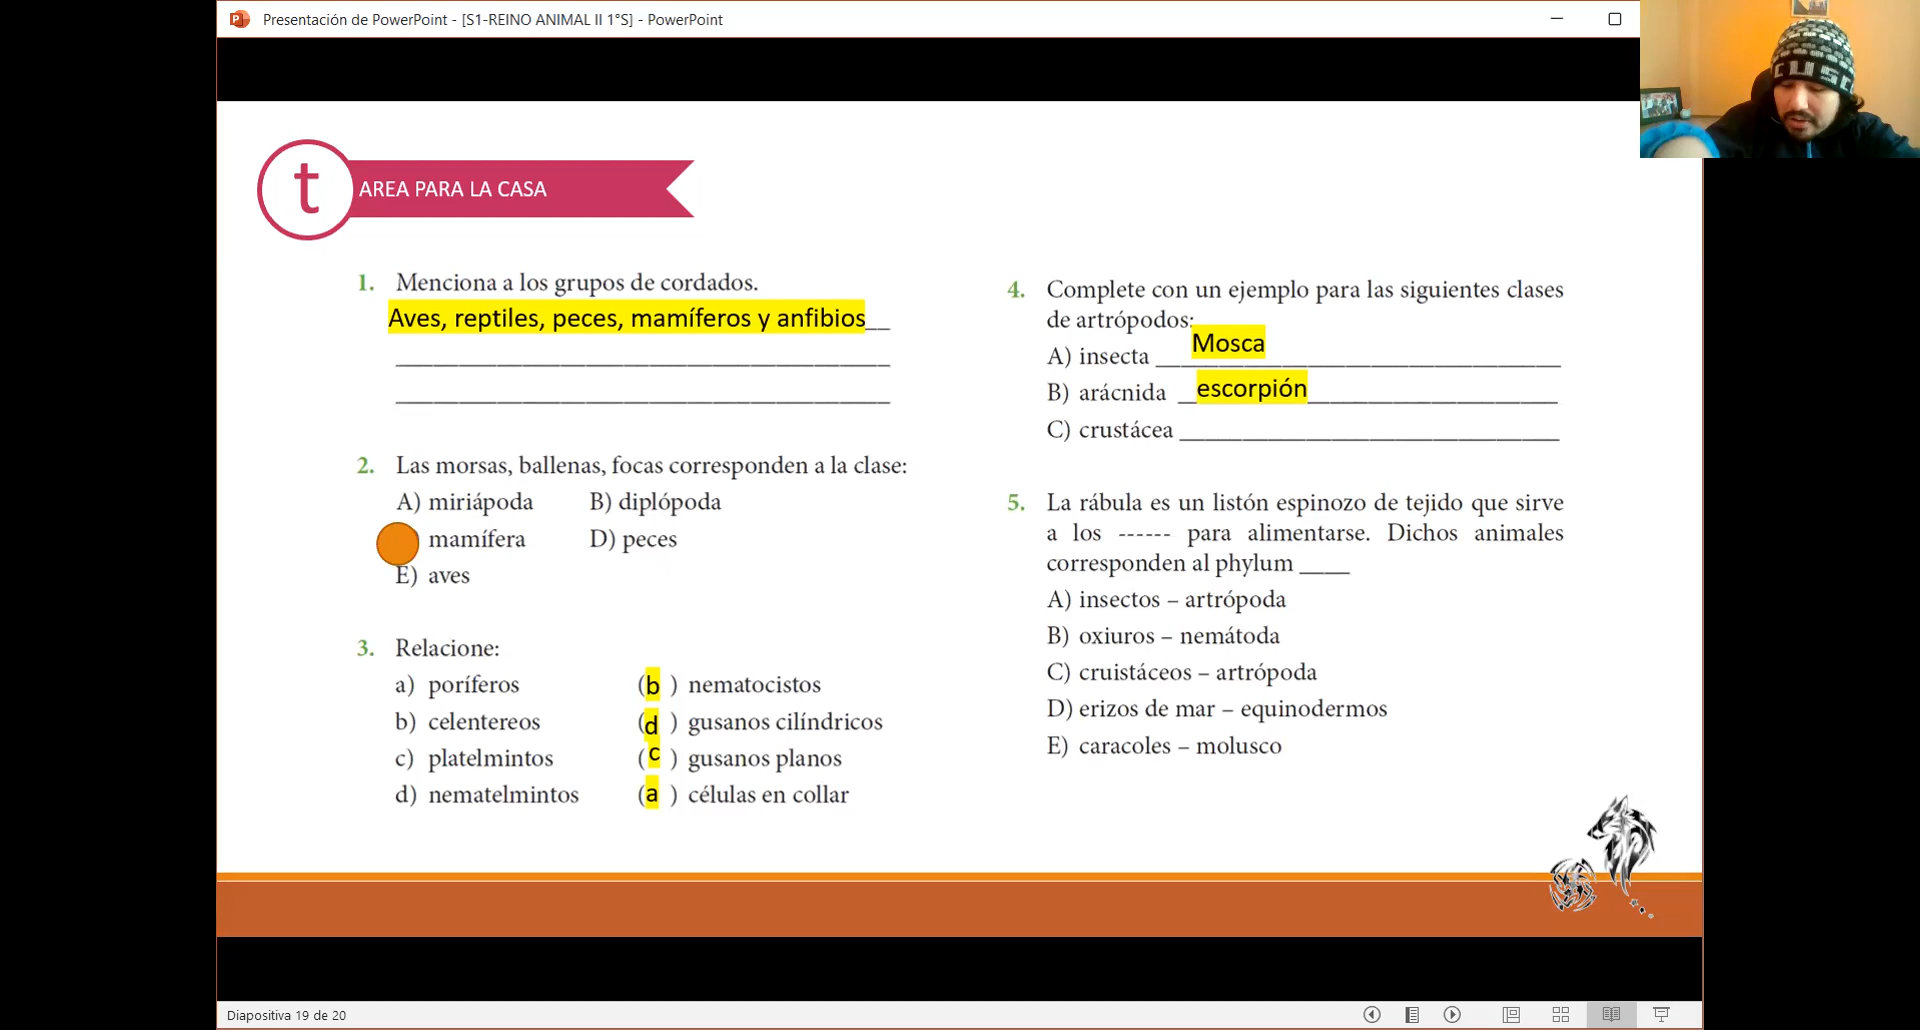 Presentación de PowerPoint - [S1-REINO ANIMAL II 1°S] - PowerPoint
CUSC
t AREA PARA LA CASA
1. Menciona a los grupos de cordados.
Aves, reptiles, peces, mamíferos y anfibios__
2. Las morsas, ballenas, focas corresponden a la clase:
A) miriápoda B) diplópoda
mamífera D) peces
E) aves
3. Relacione:
a) poríferos (b ) nematocistos
b) celentereos (d ) gusanos cilíndricos
c) platelmintos (c ) gusanos planos
d) nematelmintos (a ) células en collar
4. Complete con un ejemplo para las siguientes clases
de artrópodos:
A) insecta Mosca
B) arácnida escorpión
C) crustácea
5. La rábula es un listón espinozo de tejido que sirve
a los ------ para alimentarse. Dichos animales
corresponden al phylum ____
A) insectos – artrópoda
B) oxiuros – nemátoda
C) cruistáceos – artrópoda
D) erizos de mar – equinodermos
E) caracoles – molusco
Diapositiva 19 de 20